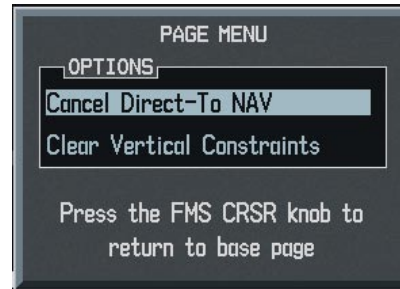 PAGE MENU
OPTIONS
Cancel Direct-To NAV
Clear Vertical Constraints
Press the FMS CRSR knob to
return to base page